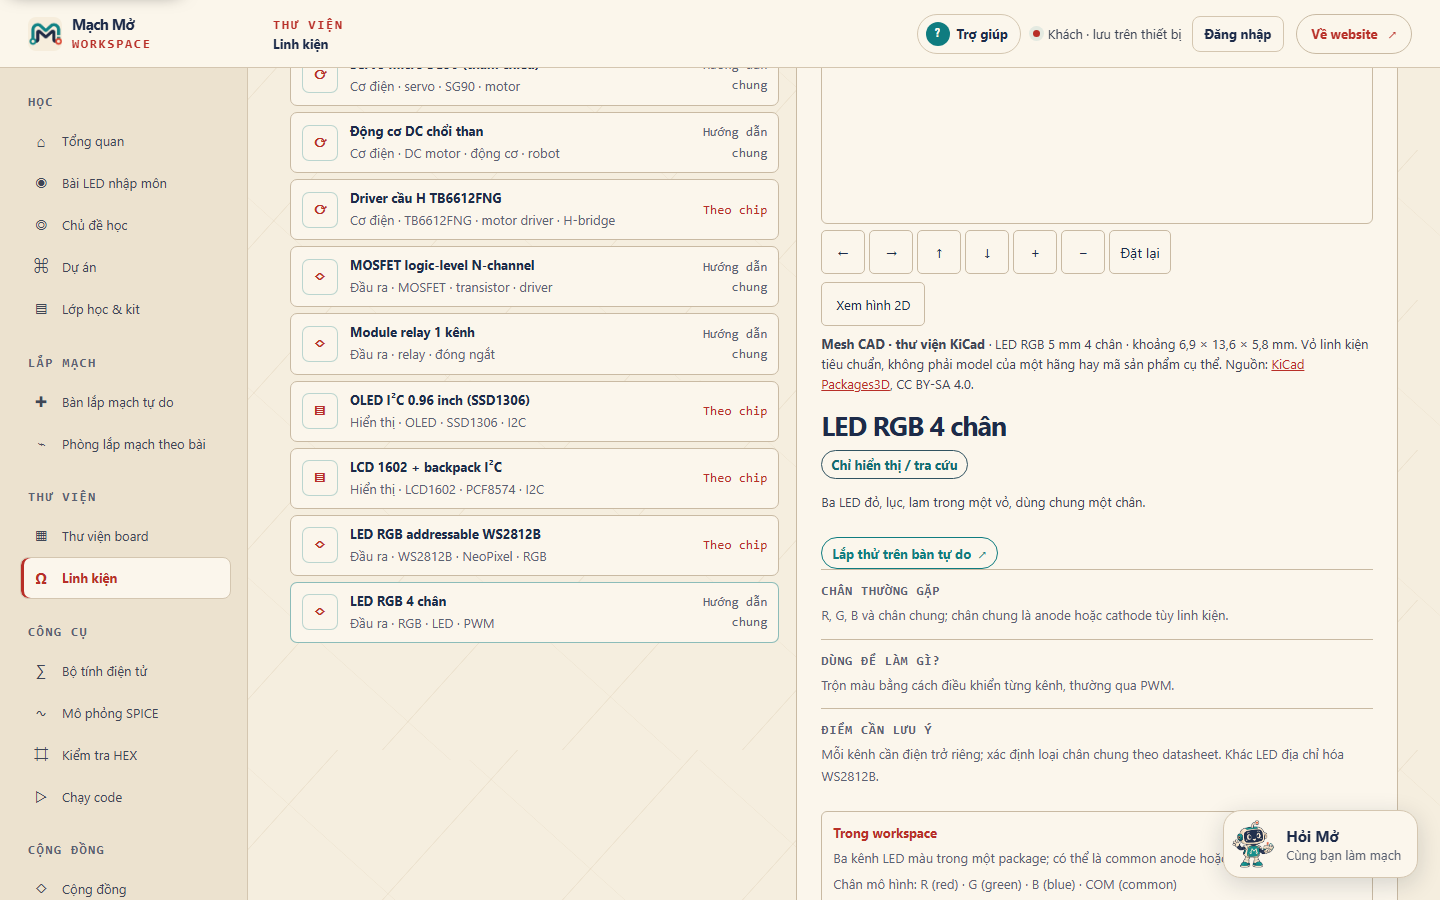 Mạch Mở
WORKSPACE
THƯ VIỆN
Linh kiện
?
Trợ giúp
Khách · lưu trên thiết bị
Đăng nhập
Về website ↗
HỌC
Tổng quan
Bài LED nhập môn
Chủ đề học
Dự án
Lớp học & kit
LẮP MẠCH
Bàn lắp mạch tự do
Phòng lắp mạch theo bài
THƯ VIỆN
Thư viện board
Linh kiện
CÔNG CỤ
Bộ tính điện tử
Mô phỏng SPICE
Kiểm tra HEX
Chạy code
CỘNG ĐỒNG
Cộng đồng
Cơ điện · servo · SG90 · motor
chung
Động cơ DC chổi than
Cơ điện · DC motor · động cơ · robot
Hướng dẫn
chung
Driver cầu H TB6612FNG
Cơ điện · TB6612FNG · motor driver · H-bridge
Theo chip
MOSFET logic-level N-channel
Đầu ra · MOSFET · transistor · driver
Hướng dẫn
chung
Module relay 1 kênh
Đầu ra · relay · đóng ngắt
Hướng dẫn
chung
OLED I²C 0.96 inch (SSD1306)
Hiển thị · OLED · SSD1306 · I2C
Theo chip
LCD 1602 + backpack I²C
Hiển thị · LCD1602 · PCF8574 · I2C
Theo chip
LED RGB addressable WS2812B
Đầu ra · WS2812B · NeoPixel · RGB
Theo chip
LED RGB 4 chân
Đầu ra · RGB · LED · PWM
Hướng dẫn
chung
← → ↑ ↓ + − Đặt lại
Xem hình 2D
Mesh CAD · thư viện KiCad · LED RGB 5 mm 4 chân · khoảng 6,9 × 13,6 × 5,8 mm. Vỏ linh kiện
tiêu chuẩn, không phải model của một hãng hay mã sản phẩm cụ thể. Nguồn: KiCad
Packages3D, CC BY-SA 4.0.
LED RGB 4 chân
Chỉ hiển thị / tra cứu
Ba LED đỏ, lục, lam trong một vỏ, dùng chung một chân.
Lắp thử trên bàn tự do ↗
CHÂN THƯỜNG GẶP
R, G, B và chân chung; chân chung là anode hoặc cathode tùy linh kiện.
DÙNG ĐỂ LÀM GÌ?
Trộn màu bằng cách điều khiển từng kênh, thường qua PWM.
ĐIỂM CẦN LƯU Ý
Mỗi kênh cần điện trở riêng; xác định loại chân chung theo datasheet. Khác LED địa chỉ hóa
WS2812B.
Trong workspace
Ba kênh LED màu trong một package; có thể là common anode
Chân mô hình: R (red) · G (green) · B (blue) · COM (common)
Hỏi Mở
Cùng bạn làm mạch